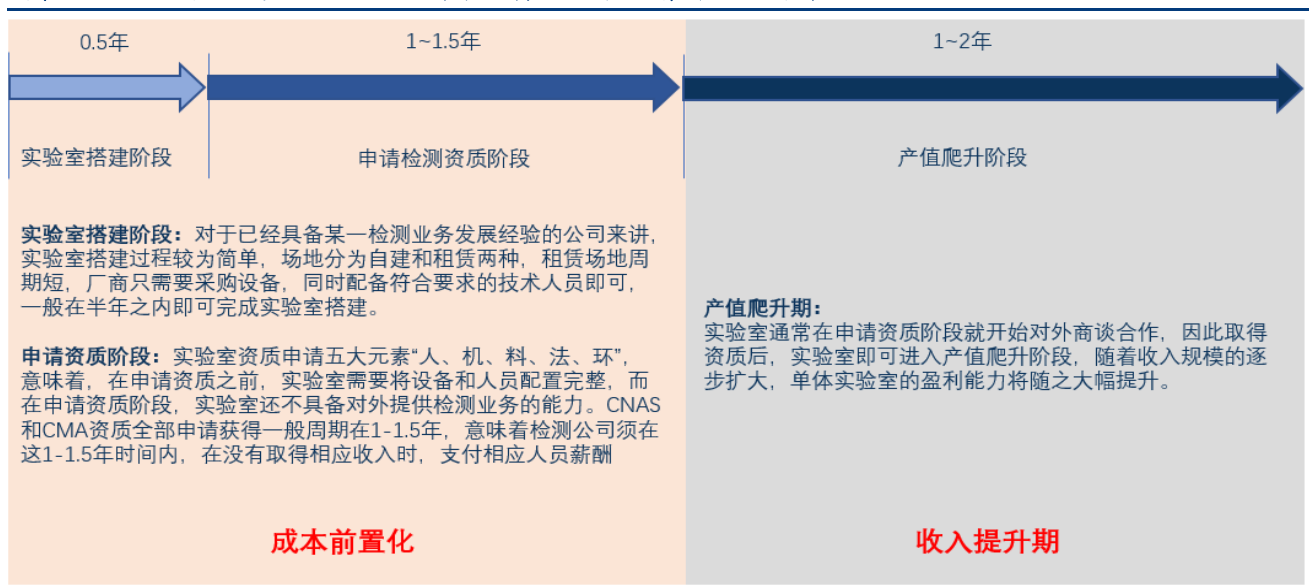 0.5年
1~1.5年
1~2年
实验室搭建阶段
申请检测资质阶段
产值爬升阶段
实验室搭建阶段：对于已经具备某一检测业务发展经验的公司来讲，
实验室搭建过程较为简单，场地分为自建和租赁两种，租赁场地周
期短，厂商只需要采购设备，同时配备符合要求的技术人员即可，
一般在半年之内即可完成实验室搭建。
申请资质阶段：实验室资质申请五大元素“人、机、料、法、环”，
意味着，在申请资质之前，实验室需要将设备和人员配置完整，而
在申请资质阶段，实验室还不具备对外提供检测业务的能力。CNAS
和CMA资质全部申请获得一般周期在1-1.5年，意味着检测公司须在
这1-1.5年时间内，在没有取得相应收入时，支付相应人员薪酬
成本前置化
产值爬升期：
实验室通常在申请资质阶段就开始对外商谈合作，因此取得
资质后，实验室即可进入产值爬升阶段，随着收入规模的逐
步扩大，单体实验室的盈利能力将随之大幅提升。
收入提升期